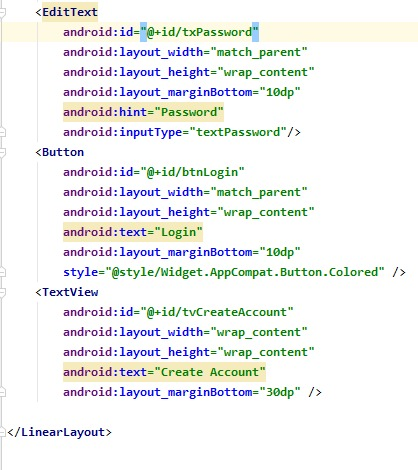 <EditText
android:id="@+id/txPassword"
android:layout_width="match_parent"
android:layout_height="wrap_content"
android:layout_marginBottom="10dp"
android:hint="Password"
android:inputType="textPassword"/>
<Button
android:id="@+id/btnLogin"
android:layout_width="match_parent"
android:layout_height="wrap_content"
android:text="Login"
android:layout_marginBottom="10dp"
style="@style/Widget.AppCompat.Button.Colored" />
<TextView
android:id="@+id/tvCreateAccount"
android:layout_width="wrap_content"
android:layout_height="wrap_content"
android:text="Create Account"
android:layout_marginBottom="30dp" />
</LinearLayout>